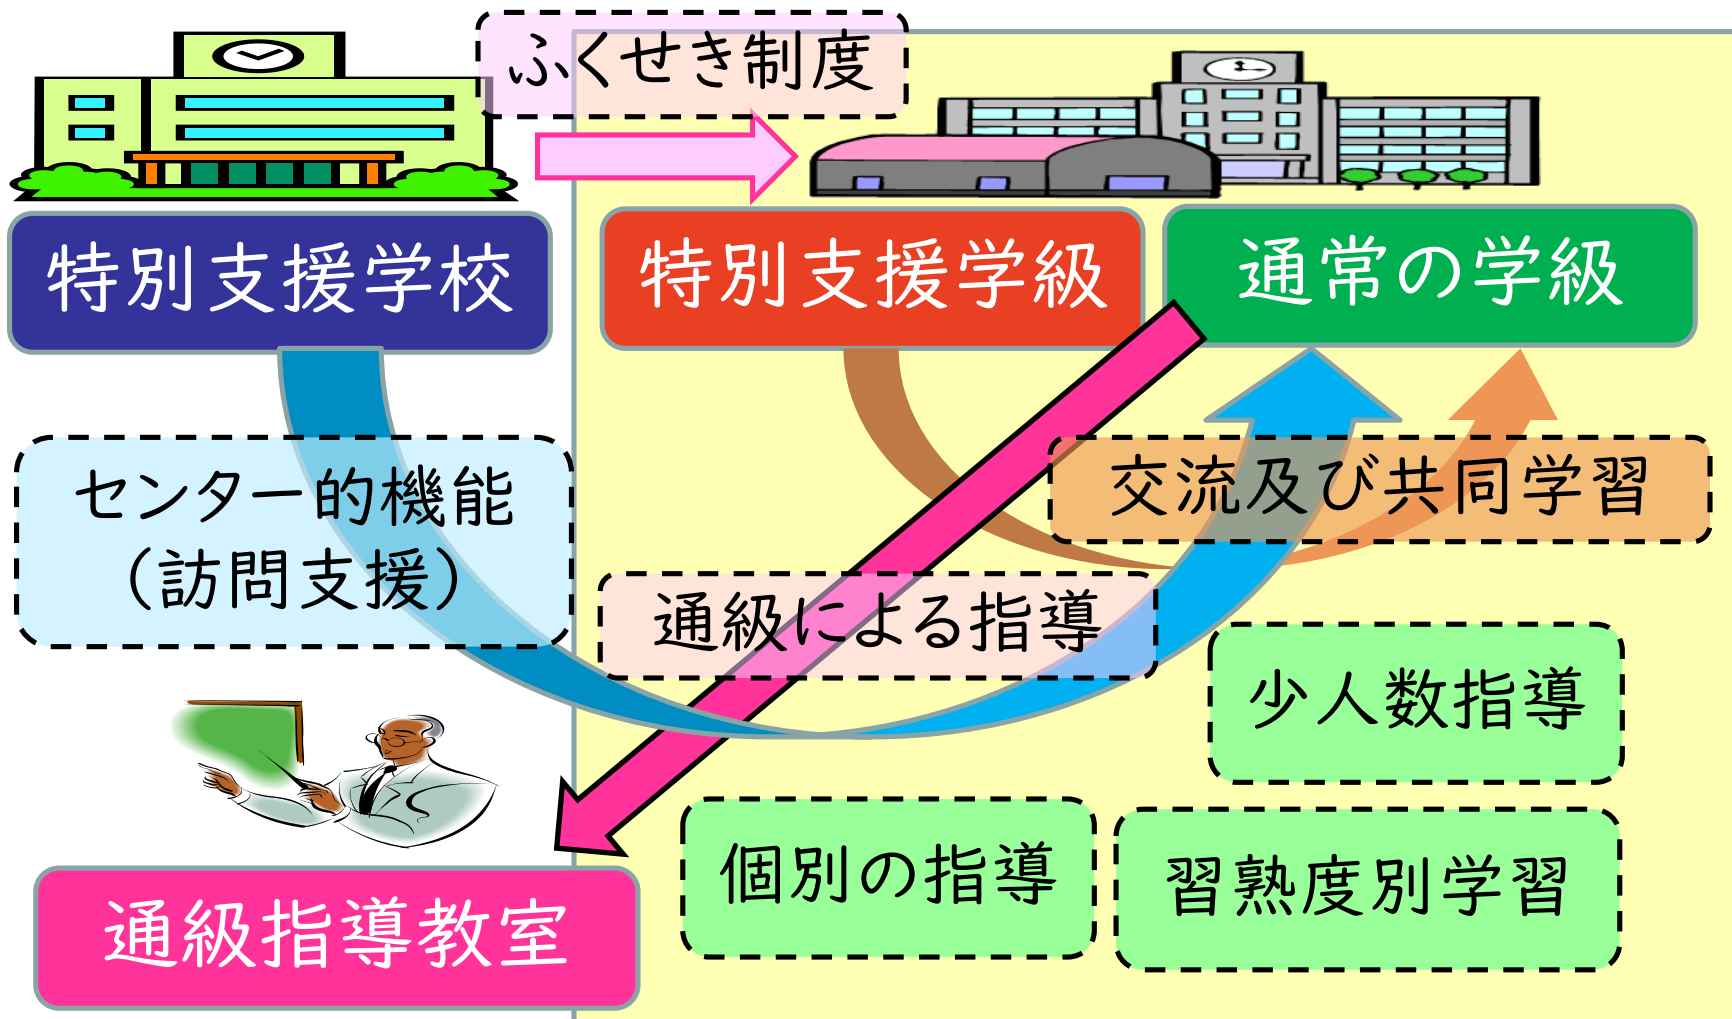 ふくせき制度
特別支援学校
特別支援学級
通常の学級
センター的機能
（訪問支援）
交流及び共同学習
通級による指導
少人数指導
個別の指導
習熟度別学習
通級指導教室